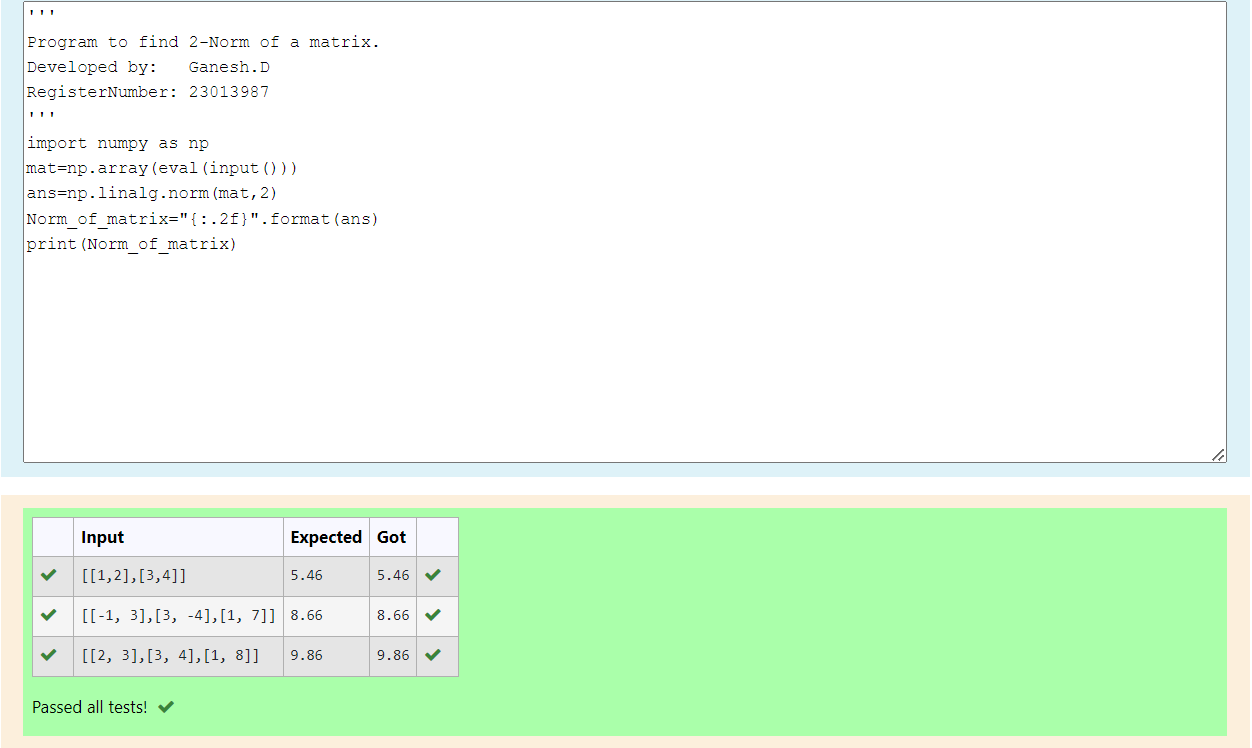 '''
Program to find 2-Norm of a matrix.
Developed by:   Ganesh.D
RegisterNumber: 23013987
'''
import numpy as np
mat=np.array(eval(input()))
ans=np.linalg.norm(mat,2)
Norm_of_matrix="{:.2f}".format(ans)
print(Norm_of_matrix)
Input Expected Got
[[1,2],[3,4]] 5.46 5.46
[[-1, 3],[3, -4],[1, 7]] 8.66 8.66
[[2, 3],[3, 4],[1, 8]] 9.86 9.86
Passed all tests!